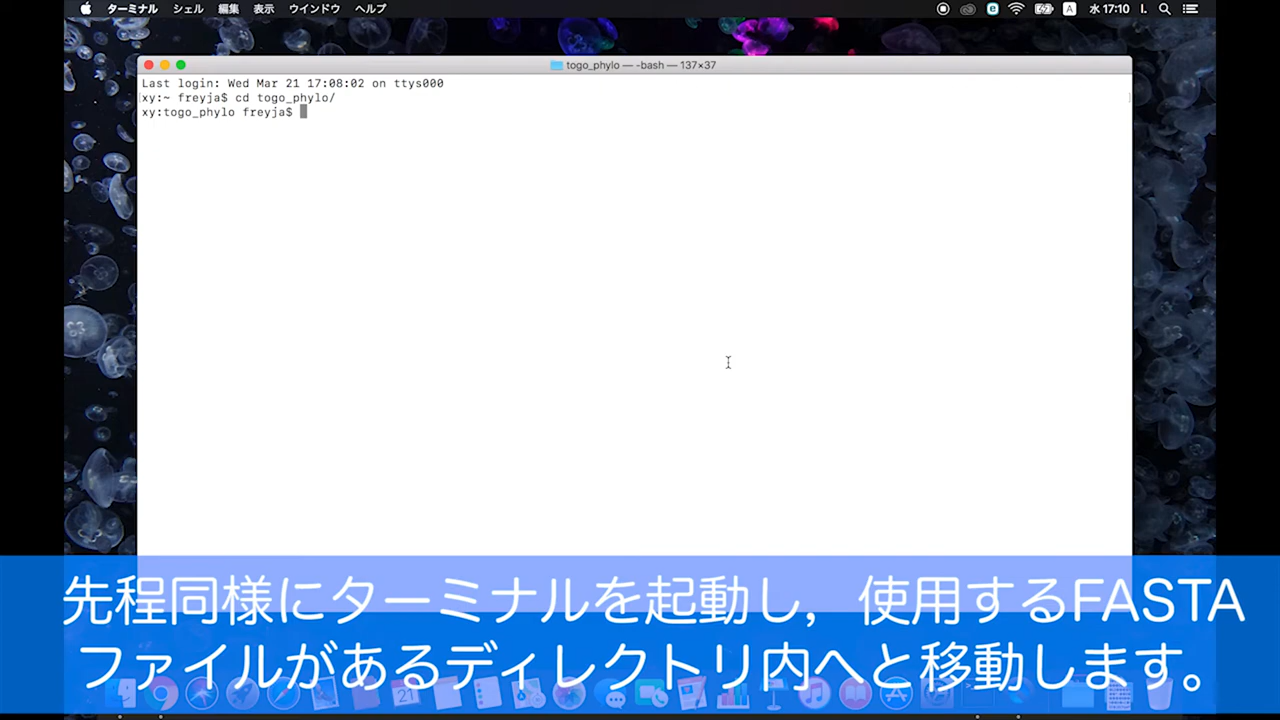 ターミナル シェル 編集 表示 ウインドウ ヘルプ
水 17:10 I.
togo_phylo — -bash — 137×37
Last login: Wed Mar 21 17:08:02 on ttys000
[xy:~ freyja$ cd togo_phylo/ ]
xy:togo_phylo freyja$
先程同様にターミナルを起動し，使用するFASTA
ファイルがあるディレクトリ内へと移動します。